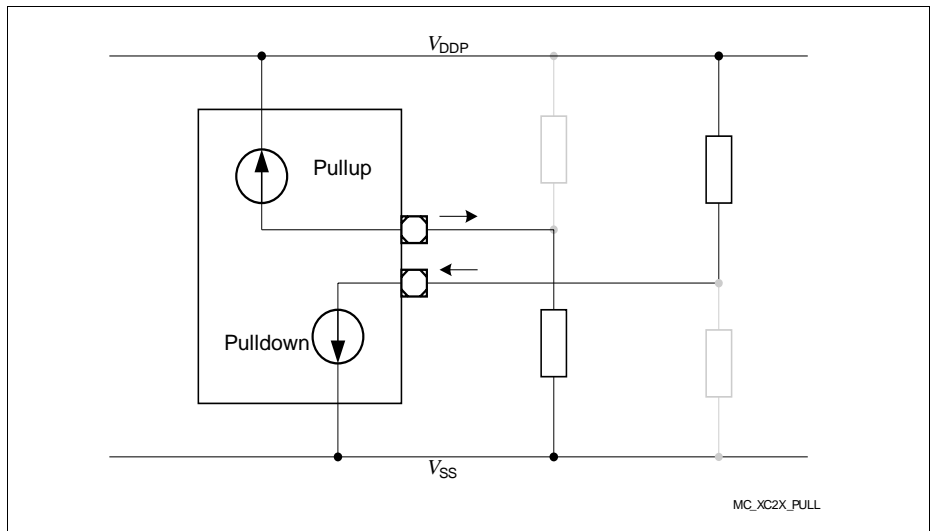 VDDP
Pullup
Pulldown
VSS
MC_XC2X_PULL